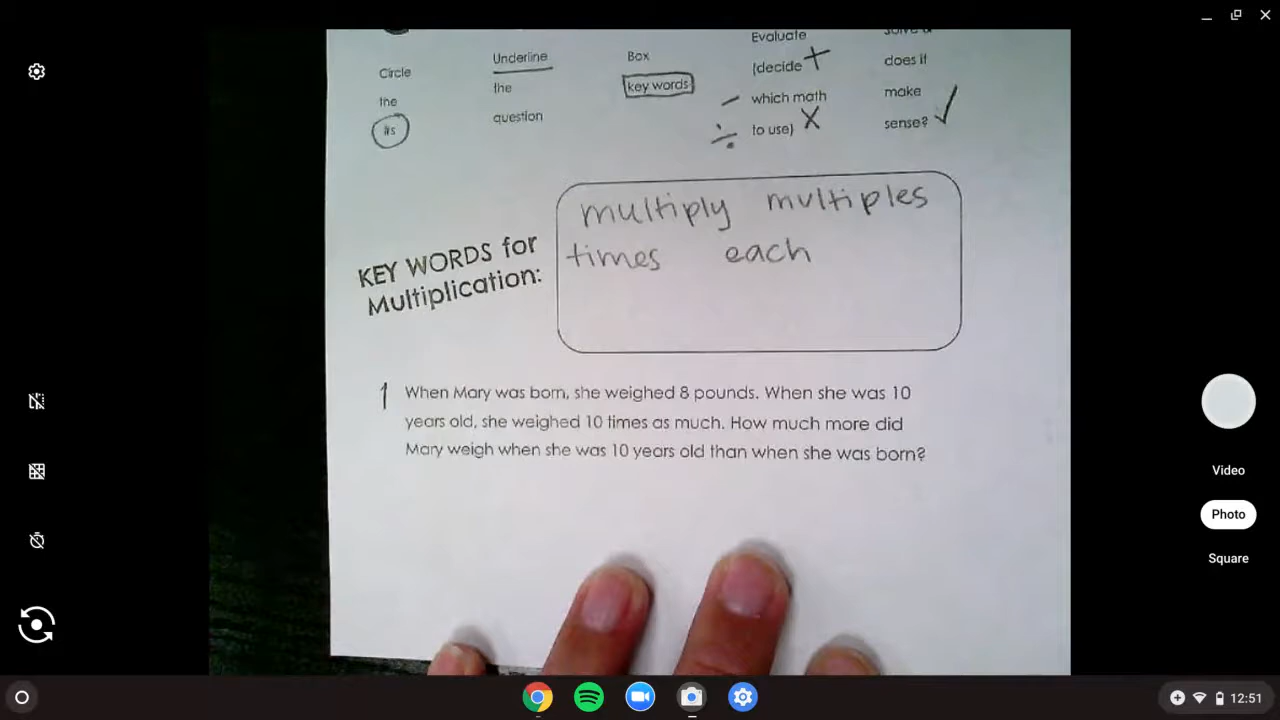 Circle
the
#s
Underline
the
question
Box
key words
Evaluate
(decide +
- which math
÷ to use) X
solve &
does it
make
sense? ✓
KEY WORDS for
Multiplication:
multiply multiples
times each
1 When Mary was born, she weighed 8 pounds. When she was 10
years old, she weighed 10 times as much. How much more did
Mary weigh when she was 10 years old than when she was born?
Video
Photo
Square
12:51